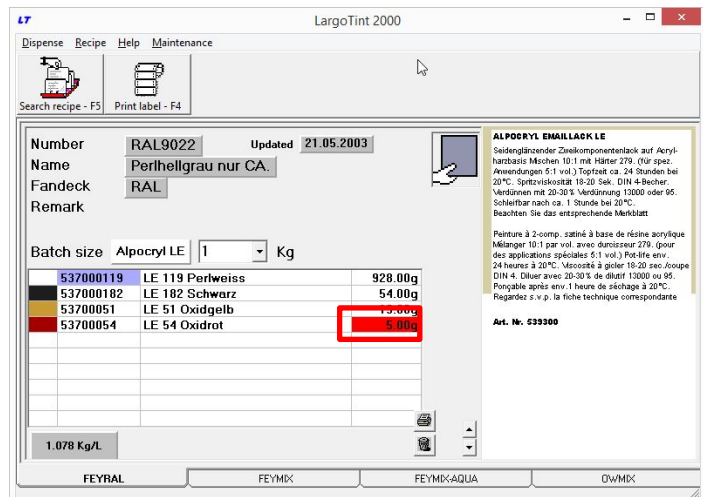 LT LargoTint 2000
Dispense Recipe Help Maintenance
Search recipe - F5 Print label - F4
Number RAL9022 Updated 21.05.2003
Name Perlhellgrau nur CA.
Fandeck RAL
Remark
Batch size Alpocryl LE 1 Kg
537000119 LE 119 Perlweiss 928.00g
537000182 LE 182 Schwarz 54.00g
53700051 LE 51 Oxidgelb 13.00g
53700054 LE 54 Oxidrot 5.00g
1.078 Kg/L
ALPOCRYL EMAILLACK LE
Seidenglänzender Zweikomponentenlack auf Acryl-
harzbasis Mischen 10:1 mit Härter 279. (für spez.
Anwendungen 5:1 vol.) Topfzeit ca. 24 Stunden bei
20°C. Spritzviskosität 18-20 Sek. DIN 4-Becher.
Verdünnen mit 20-30% Verdünnung 13000 oder 95.
Schleifbar nach ca. 1 Stunde bei 20°C.
Beachten Sie das entsprechende Merkblatt
Peinture à 2-comp. satiné à base de résine acrylique
Mélanger 10:1 par vol. avec durcisseur 279. (pour
des applications spéciales 5:1 vol.) Pot-life env.
24 heures à 20°C. Viscosité à gicler 18-20 sec./coupe
DIN 4. Diluer avec 20-30% de dilutif 13000 ou 95.
Ponçable après env. 1 heure de séchage à 20°C.
Regardez s.v.p. la fiche technique correspondante
Art. Nr. 539300
FEYRAL FEYMIX FEYMIX-AQUA OWMIX